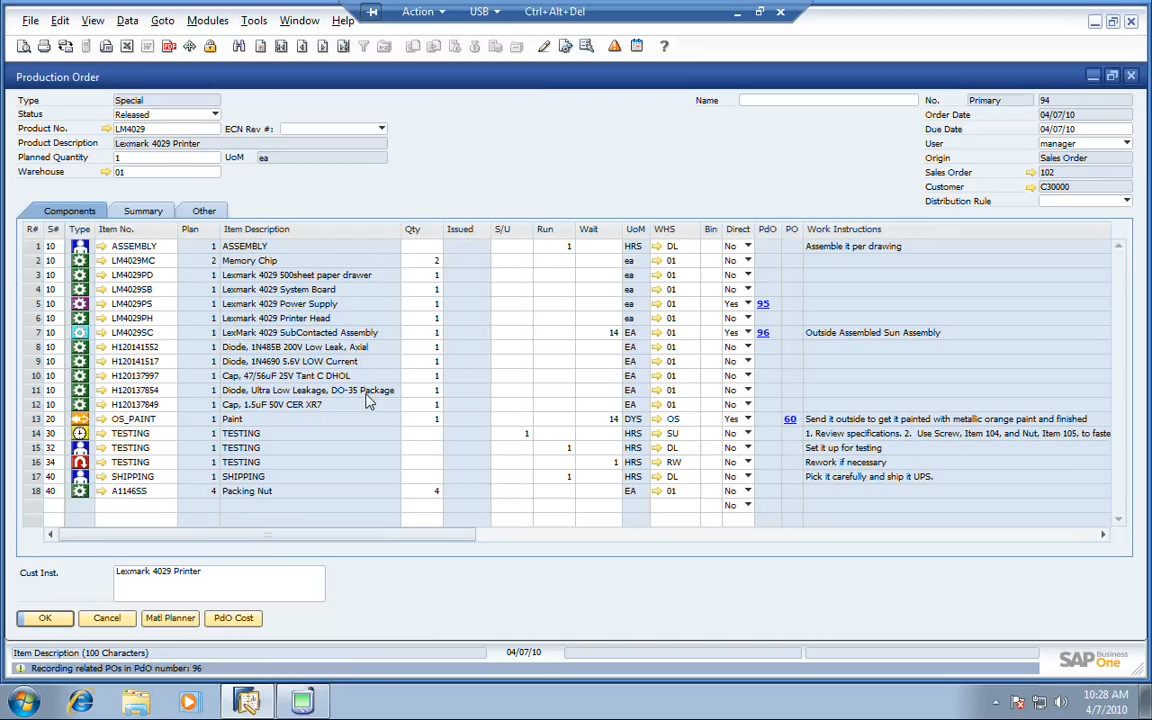 Action USB Ctrl+Alt+Del
File Edit View Data Goto Modules Tools Window Help
Production Order
Type Special Name No. Primary 94
Status Released Order Date 04/07/10
Product No. LM4029 ECN Rev #: Due Date 04/07/10
Product Description Lexmark 4029 Printer User manager
Planned Quantity 1 UoM ea Origin Sales Order
Warehouse 01 Sales Order 102
Customer C30000
Distribution Rule
Components Summary Other
R# S# Type Item No. Plan Item Description Qty Issued S/U Run Wait UoM WHS Bin Direct PdO PO Work Instructions
1 10 ASSEMBLY 1 ASSEMBLY 1 HRS DL No Assemble it per drawing
2 10 LM4029MC 1 Memory Chip 2 ea 01 No
3 10 LM4029PD 1 Lexmark 4029 500sheet paper drawer 1 ea 01 No
4 10 LM4029SB 1 Lexmark 4029 System Board 1 ea 01 No
5 10 LM4029PS 1 Lexmark 4029 Power Supply 1 ea 01 Yes 95
6 10 LM4029PH 1 Lexmark 4029 Printer Head 1 ea 01 No
7 10 LM4029SC 1 LexMark 4029 SubContacted Assembly 1 14 EA 01 Yes 96 Outside Assembled Sun Assembly
8 10 H120141552 1 Diode, 1N485B 200V Low Leak, Axial 1 EA 01 No
9 10 H120141517 1 Diode, 1N4690 5.6V LOW Current 1 EA 01 No
10 10 H120137997 1 Cap, 47/56uF 25V Tant C DHOL 1 EA 01 No
11 10 H120137854 1 Diode, Ultra Low Leakage, DO-35 Package 1 EA 01 No
12 10 H120137849 1 Cap, 1.5uF 50V CER XR7 1 EA 01 No
13 20 OS_PAINT 1 Paint 1 14 DYS OS Yes 60 Send it outside to get it painted with metallic orange paint and finished
14 30 TESTING 1 TESTING 1 HRS SU No 1. Review specifications. 2. Use Screw, Item 104, and Nut, Item 105, to faste
15 32 TESTING 1 TESTING 1 HRS DL No Set it up for testing
16 34 TESTING 1 TESTING 1 HRS RW No Rework if necessary
17 40 SHIPPING 1 SHIPPING 1 HRS DL No Pick it carefully and ship it UPS.
18 40 A1146SS 4 Packing Nut 4 EA 01 No
No
Cust Inst. Lexmark 4029 Printer
OK Cancel Matl Planner PdO Cost
Item Description (100 Characters) 04/07/10
Recording related POs in PdO number: 96
SAP Business One
10:28 AM
4/7/2010